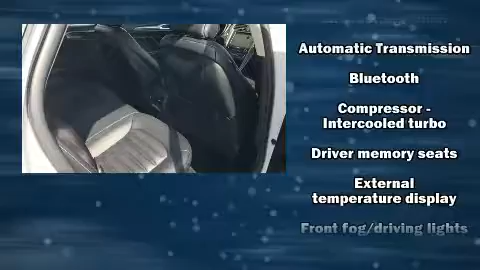 Automatic Transmission
Bluetooth
Compressor -
Intercooled turbo
Driver memory seats
External
temperature display
Front fog/driving lights